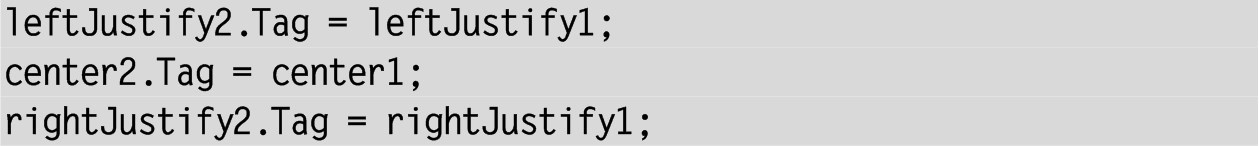 leftJustify2.Tag = leftJustify1;
center2.Tag = center1;
rightJustify2.Tag = rightJustify1;